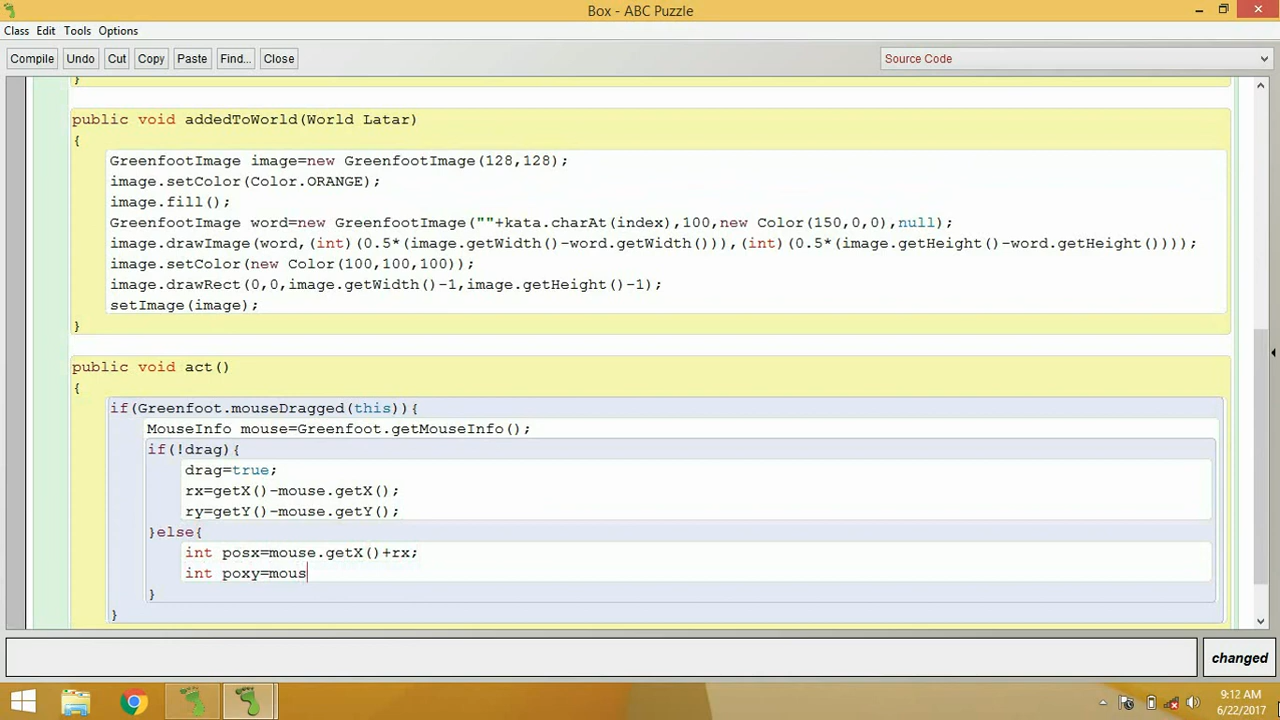 Box - ABC Puzzle
Class Edit Tools Options
Compile Undo Cut Copy Paste Find... Close Source Code
}
public void addedToWorld(World Latar)
{
GreenfootImage image=new GreenfootImage(128,128);
image.setColor(Color.ORANGE);
image.fill();
GreenfootImage word=new GreenfootImage(""+kata.charAt(index),100,new Color(150,0,0),null);
image.drawImage(word,(int)(0.5*(image.getWidth()-word.getWidth())),(int)(0.5*(image.getHeight()-word.getHeight())));
image.setColor(new Color(100,100,100));
image.drawRect(0,0,image.getWidth()-1,image.getHeight()-1);
setImage(image);
}
public void act()
{
if(Greenfoot.mouseDragged(this)){
MouseInfo mouse=Greenfoot.getMouseInfo();
if(!drag){
drag=true;
rx=getX()-mouse.getX();
ry=getY()-mouse.getY();
}else{
int posx=mouse.getX()+rx;
int poxy=mous
}
}
changed
9:12 AM
6/22/2017